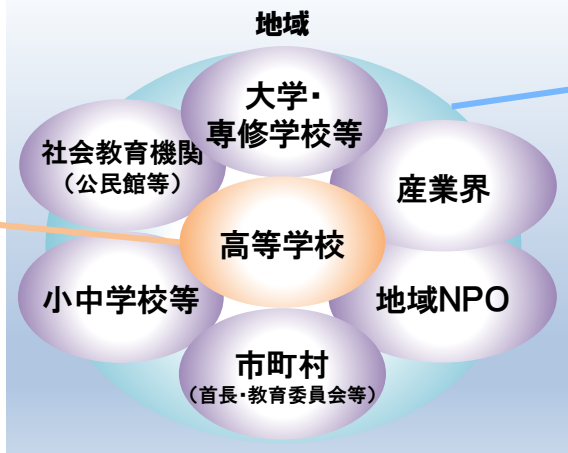 地域
大学・
専修学校等
社会教育機関
（公民館等）
産業界
高等学校
小中学校等
地域NPO
市町村
（首長・教育委員会等）